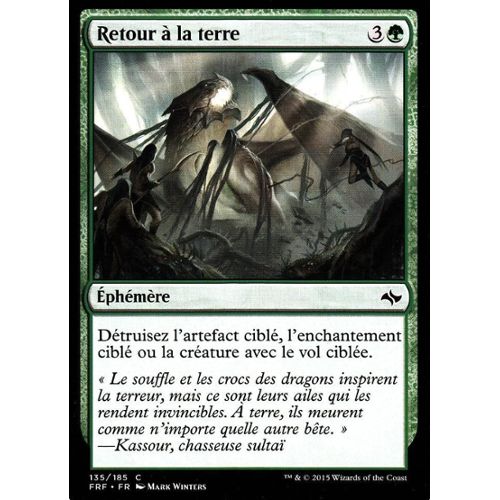 Retour à la terre 3
Éphémère
Détruisez l'artefact ciblé, l'enchantement
ciblé ou la créature avec le vol ciblée.
« Le souffle et les crocs des dragons inspirent
la terreur, mais ce sont leurs ailes qui les
rendent invincibles. À terre, ils meurent
comme n'importe quelle autre bête. »
—Kassour, chasseuse sultaï
135/185 C
FRF • FR Mark Winters
™ & © 2015 Wizards of the Coast